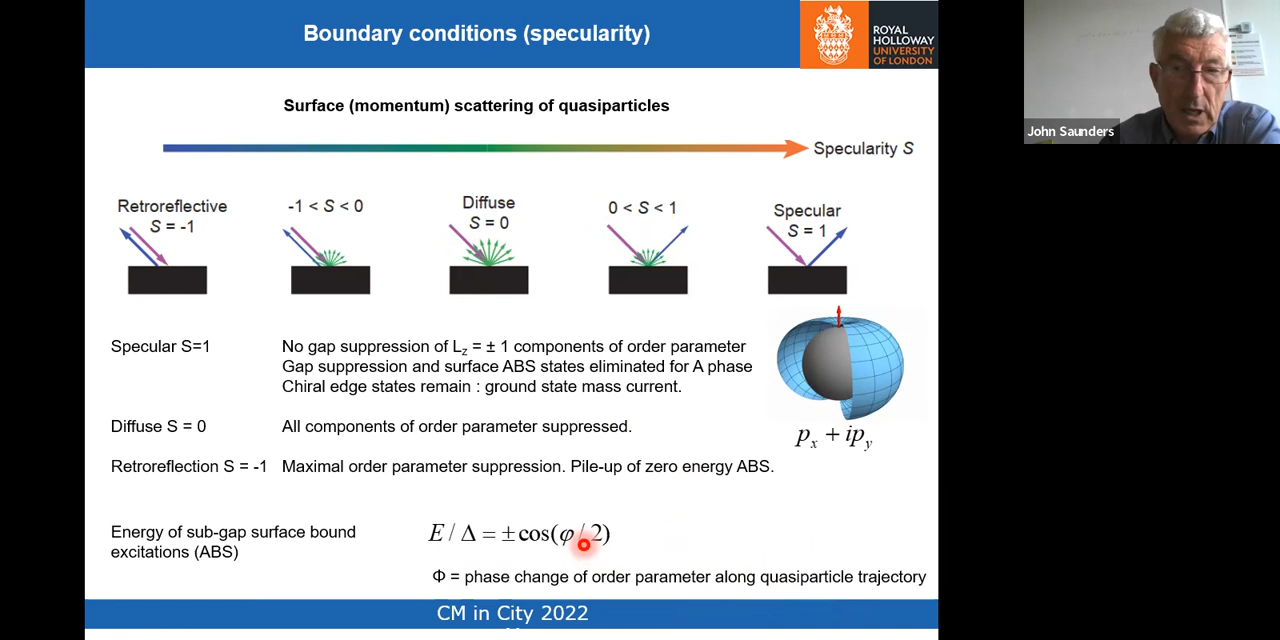 Boundary conditions (specularity)
ROYAL
HOLLOWAY
UNIVERSITY
OF LONDON
John Saunders
Surface (momentum) scattering of quasiparticles
Specularity S
Retroreflective
S = -1
-1 < S < 0
Diffuse
S = 0
0 < S < 1
Specular
S = 1
Specular S=1
No gap suppression of L_z = ± 1 components of order parameter
Gap suppression and surface ABS states eliminated for A phase
Chiral edge states remain : ground state mass current.
p_x + ip_y
Diffuse S = 0
All components of order parameter suppressed.
Retroreflection S = -1
Maximal order parameter suppression. Pile-up of zero energy ABS.
Energy of sub-gap surface bound
excitations (ABS)
E / Δ = ± cos(φ / 2)
Φ = phase change of order parameter along quasiparticle trajectory
CM in City 2022